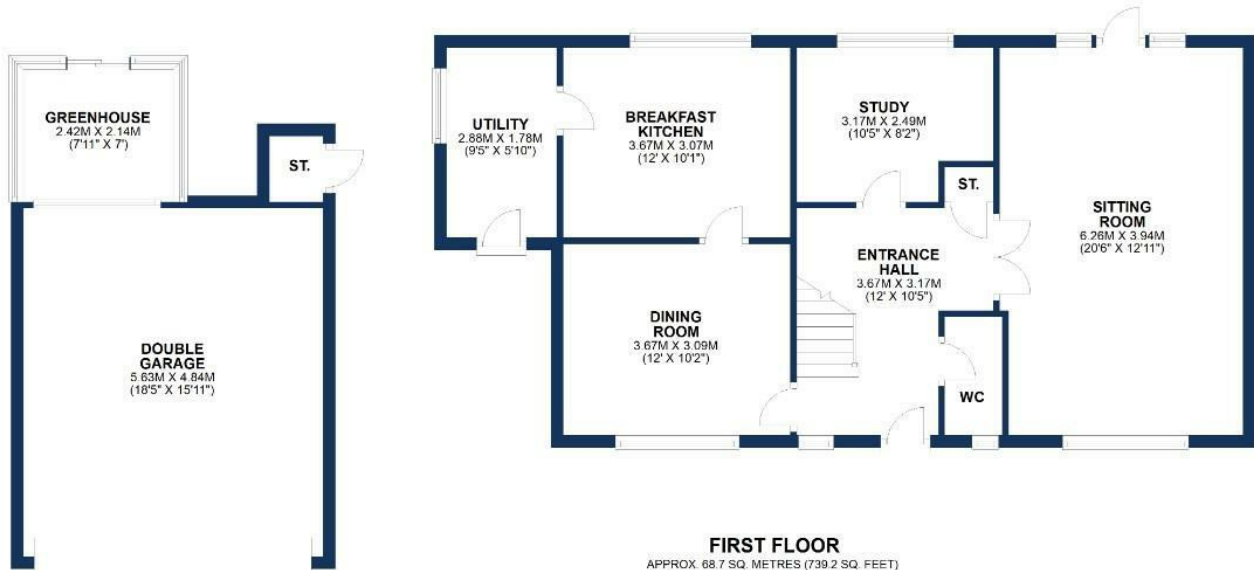 GREENHOUSE
2.42M X 2.14M
(7'11" X 7')
ST.
DOUBLE
GARAGE
5.63M X 4.84M
(18'5" X 15'11")
UTILITY
2.88M X 1.78M
(9'5" X 5'10")
BREAKFAST
KITCHEN
3.67M X 3.07M
(12' X 10'1")
STUDY
3.17M X 2.49M
(10'5" X 8'2")
ST.
SITTING
ROOM
6.26M X 3.94M
(20'6" X 12'11")
ENTRANCE
HALL
3.67M X 3.17M
(12' X 10'5")
DINING
ROOM
3.67M X 3.09M
(12' X 10'2")
WC
FIRST FLOOR
APPROX. 68.7 SQ. METRES (739.2 SQ. FEET)